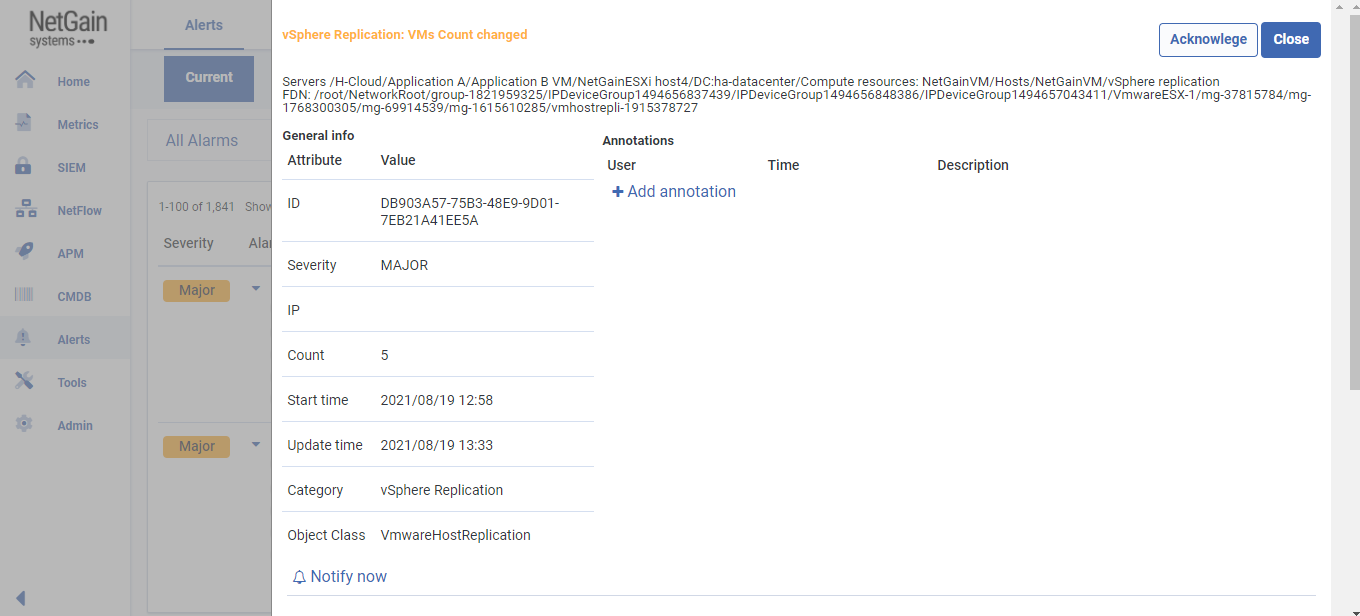 NetGain
systems
Home
Metrics
SIEM
NetFlow
APM
CMDB
Alerts
Tools
Admin
Alerts
Current
All Alarms
1-100 of 1,841
Severity
Major
Major
vSphere Replication: VMs Count changed
Acknowlege
Close
Servers /H-Cloud/Application A/Application B VM/NetGainESXi host4/DC:ha-datacenter/Compute resources: NetGainVM/Hosts/NetGainVM/vSphere replication
FDN: /root/NetworkRoot/group-1821959325/IPDeviceGroup1494656837439/IPDeviceGroup1494656848386/IPDeviceGroup1494657043411/VmwareESX-1/mg-37815784/mg-
1768300305/mg-69914539/mg-1615610285/vmhostrepli-1915378727
General info
Attribute Value
ID DB903A57-75B3-48E9-9D01-
7EB21A41EE5A
Severity MAJOR
IP
Count 5
Start time 2021/08/19 12:58
Update time 2021/08/19 13:33
Category vSphere Replication
Object Class VmwareHostReplication
Notify now
Annotations
User Time Description
Add annotation